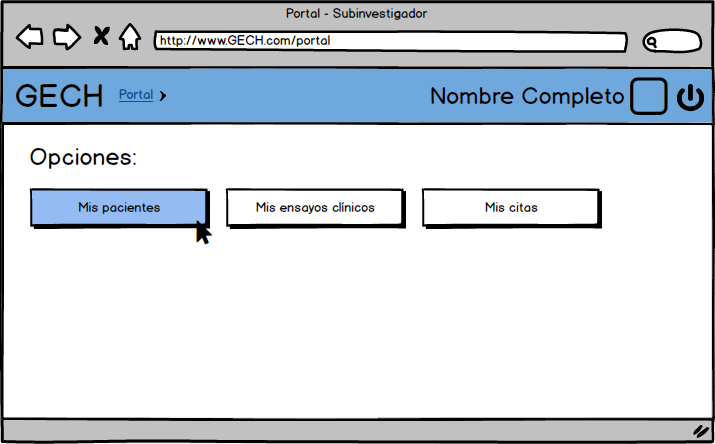 Portal - Subinvestigador
http://www.GECH.com/portal
GECH Portal Nombre Completo
Opciones:
Mis pacientes Mis ensayos clínicos Mis citas